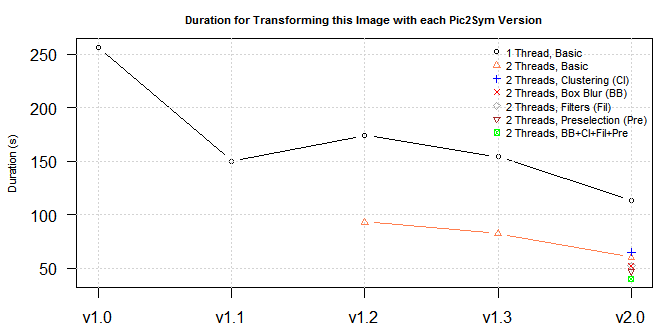 Duration for Transforming this Image with each Pic2Sym Version
Duration (s)
250
200
150
100
50
1 Thread, Basic
2 Threads, Basic
2 Threads, Clustering (Cl)
2 Threads, Box Blur (BB)
2 Threads, Filters (Fil)
2 Threads, Preselection (Pre)
2 Threads, BB+Cl+Fil+Pre
v1.0
v1.1
v1.2
v1.3
v2.0